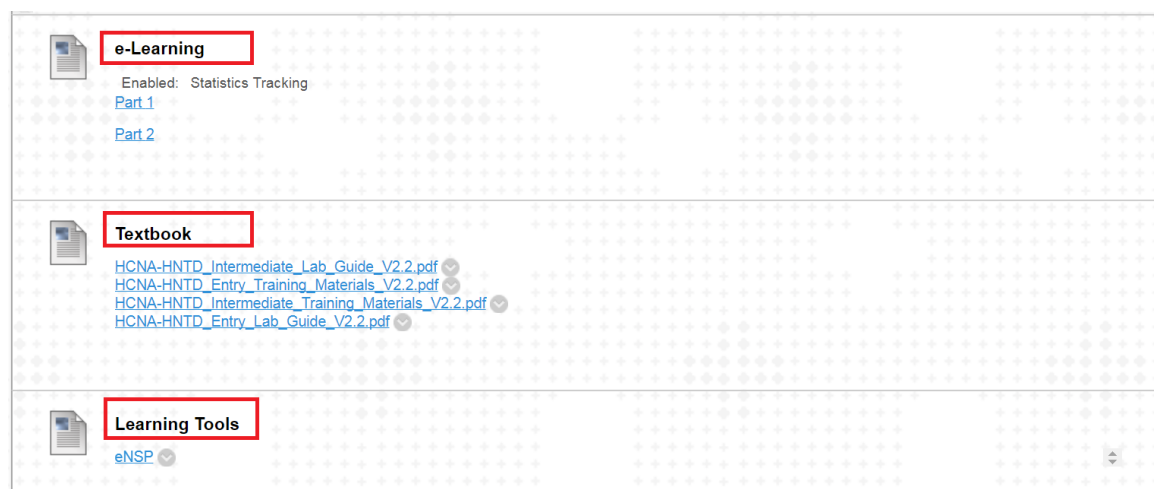 e-Learning
Enabled: Statistics Tracking
Part 1
Part 2
Textbook
HCNA-HNTD_Intermediate_Lab_Guide_V2.2.pdf
HCNA-HNTD_Entry_Training_Materials_V2.2.pdf
HCNA-HNTD_Intermediate_Training_Materials_V2.2.pdf
HCNA-HNTD_Entry_Lab_Guide_V2.2.pdf
Learning Tools
eNSP